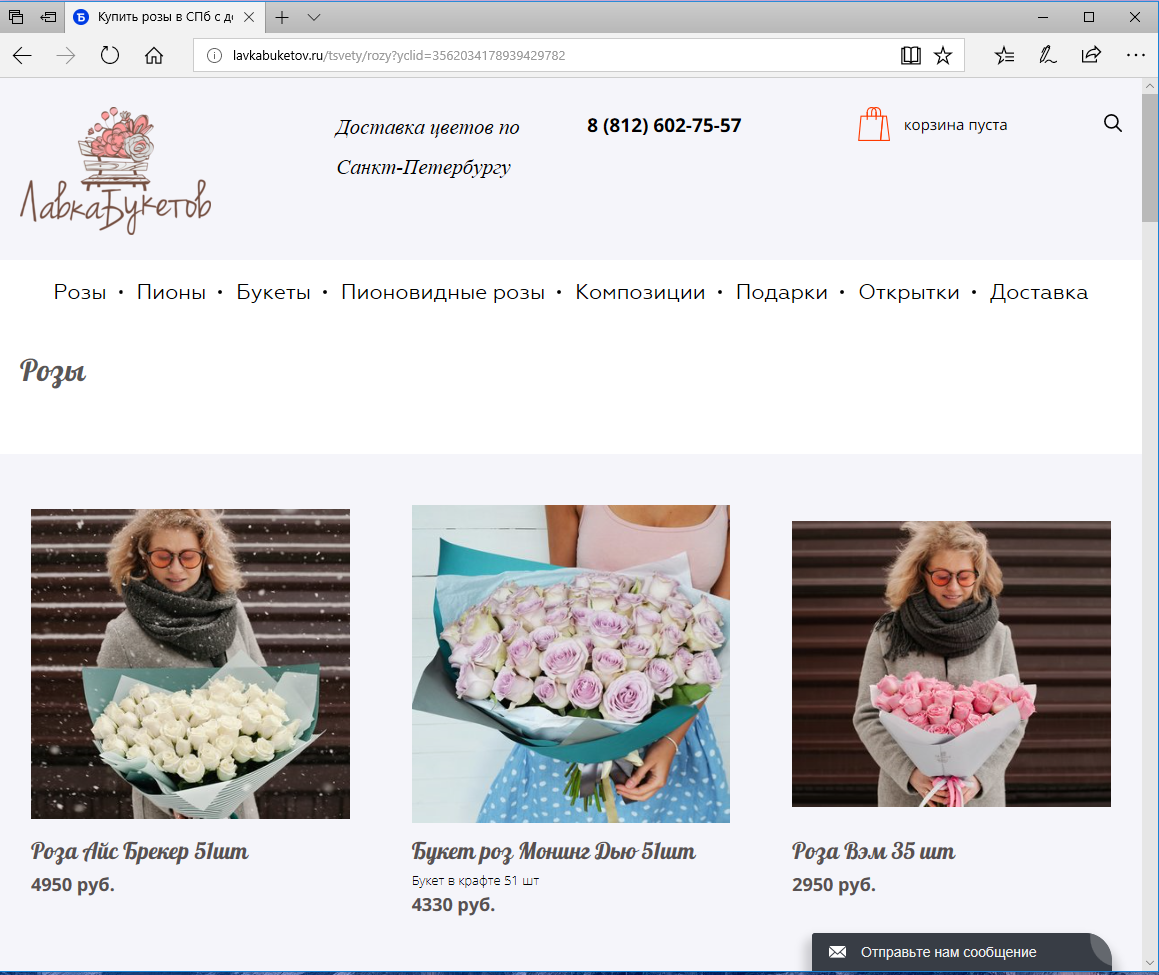 Купить розы в СПб с до
lavkabuketov.ru/tsvety/rozy?yclid=3562034178939429782
ЛавкаБукетов
Доставка цветов по
Санкт-Петербургу
8 (812) 602-75-57
корзина пуста
Розы • Пионы • Букеты • Пионовидные розы • Композиции • Подарки • Открытки • Доставка
Розы
Роза Айс Брекер 51шт
4950 руб.
Букет роз Монинг Дью 51шт
Букет в крафте 51 шт
4330 руб.
Роза Вэм 35 шт
2950 руб.
Отправьте нам сообщение